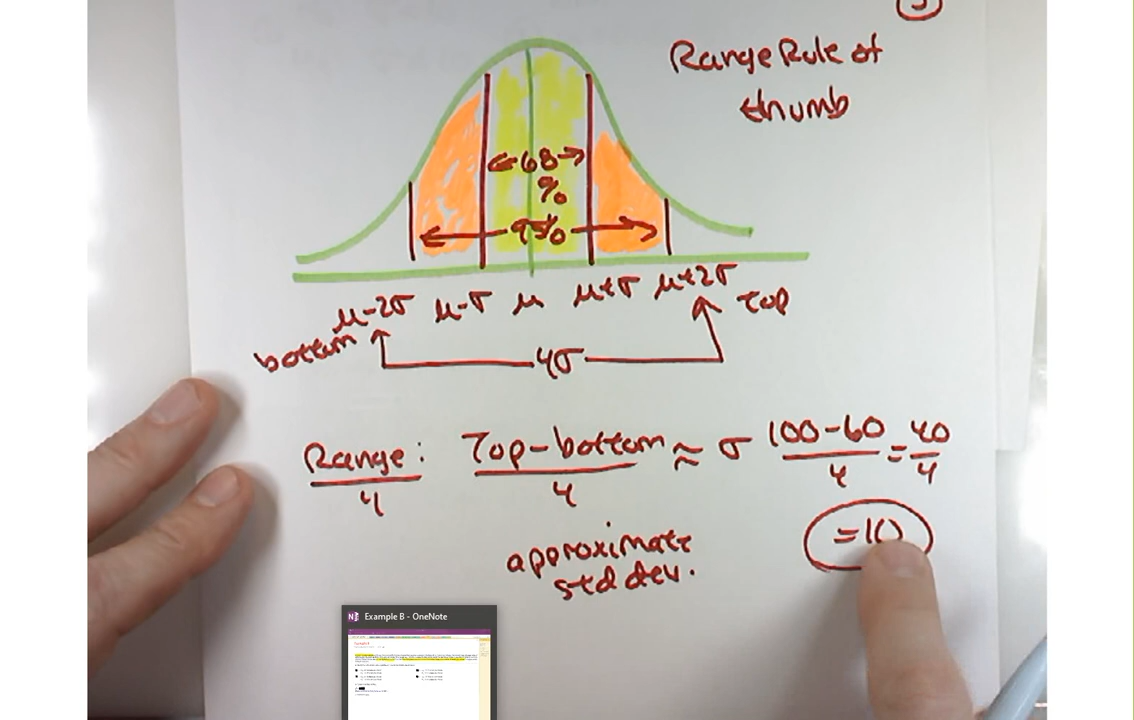 3
Range Rule of
thumb
68
%
95%
μ-2σ μ-σ μ μ+σ μ+2σ
top
bottom
4σ
Range : Top-bottom ≈ σ 100-60 = 40
4 4 4 4
approximate
std dev.
=10
Example B - OneNote